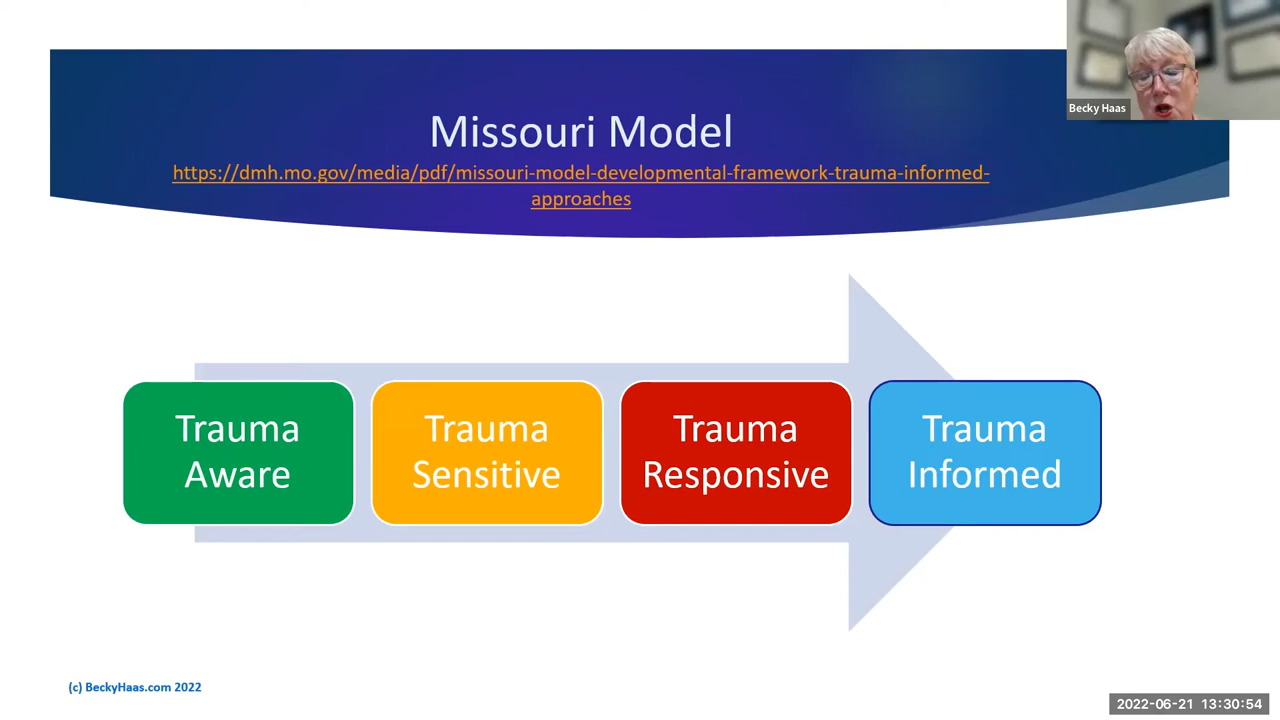 Becky Haas
Missouri Model
https://dmh.mo.gov/media/pdf/missouri-model-developmental-framework-trauma-informed-
approaches
Trauma
Aware
Trauma
Sensitive
Trauma
Responsive
Trauma
Informed
(c) BeckyHaas.com 2022
2022-06-21 13:30:54